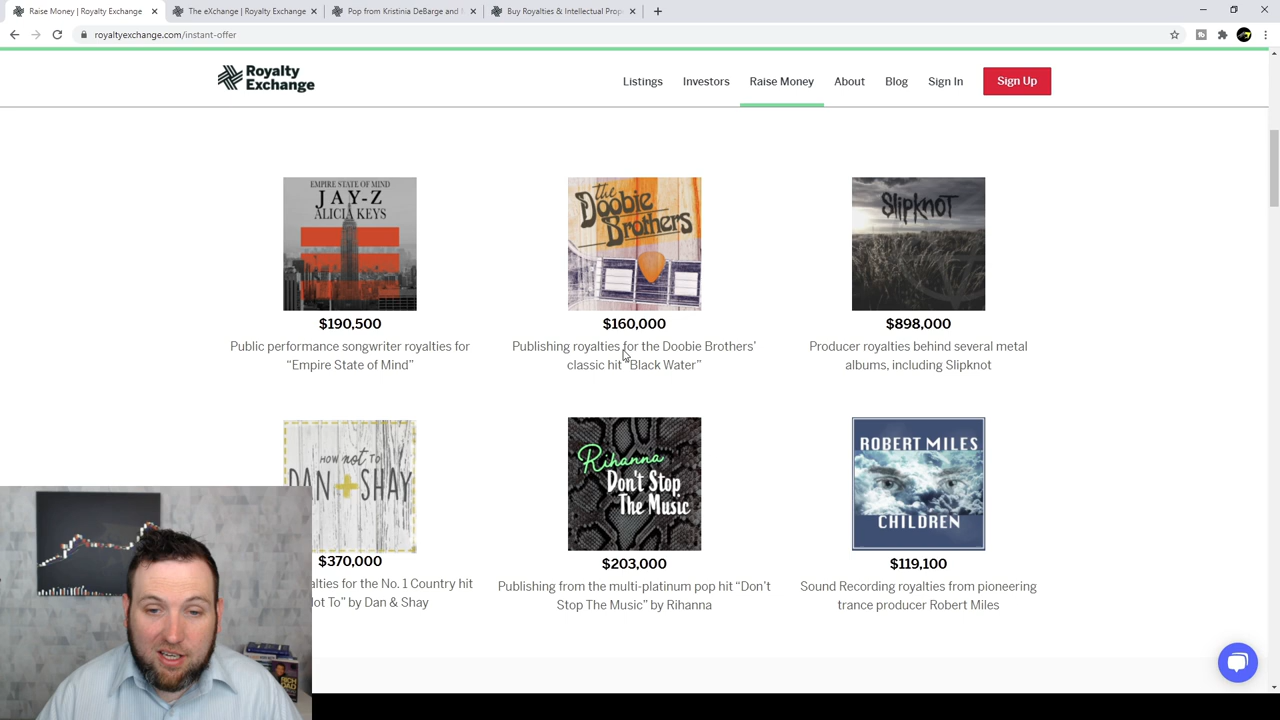 Raise Money | Royalty Exchange
The eXchange | Royalty Exchange
Pop from Kristinia DeBarge and
Buy Royalties & Intellectual Prop
royaltyexchange.com/instant-offer
Royalty
Exchange
Listings
Investors
Raise Money
About
Blog
Sign In
Sign Up
EMPIRE STATE OF MIND
JAY-Z
ALICIA KEYS
the
Doobie
Brothers
SlipknoT
$190,500
$160,000
$898,000
Public performance songwriter royalties for
“Empire State of Mind”
Publishing royalties for the Doobie Brothers’
classic hit “Black Water”
Producer royalties behind several metal
albums, including Slipknot
HOW not TO
DAN + SHAY
Rihanna
Don't Stop
The Music
ROBERT MILES
CHILDREN
$370,000
$203,000
$119,100
alties for the No. 1 Country hit
ot To” by Dan & Shay
Publishing from the multi-platinum pop hit “Don’t
Stop The Music” by Rihanna
Sound Recording royalties from pioneering
trance producer Robert Miles
RICH
DAD